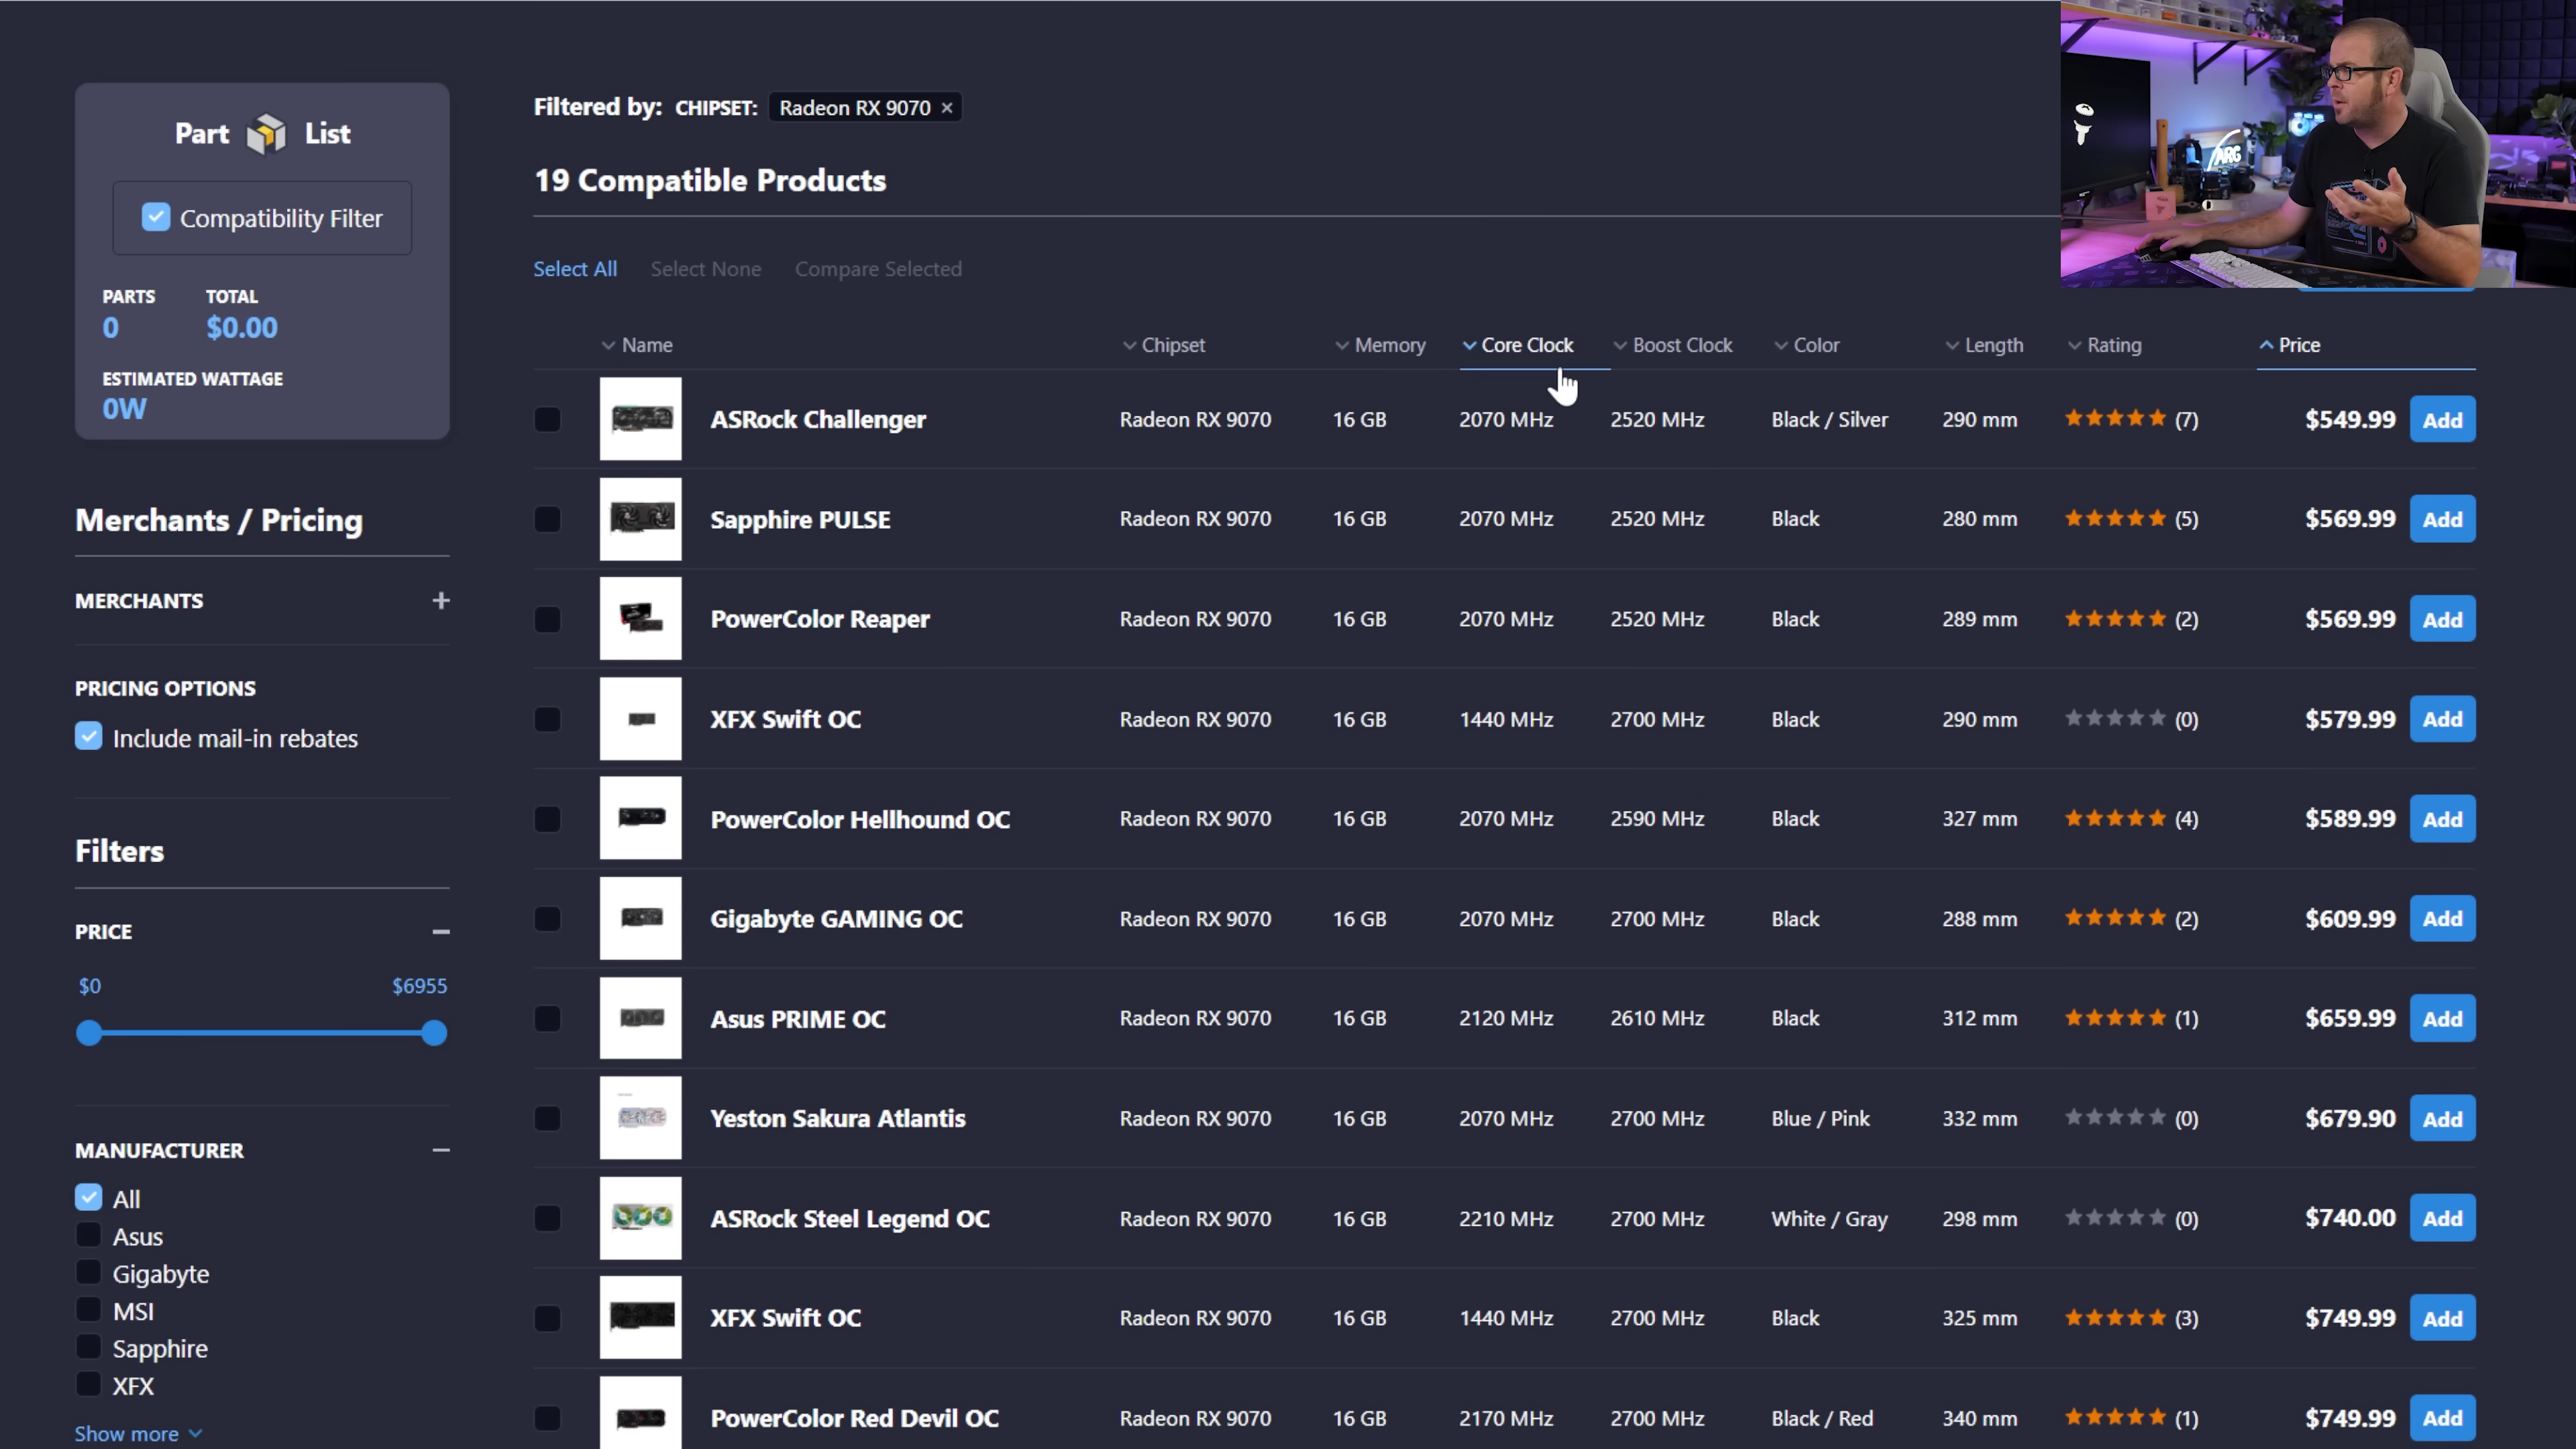 Part List
Compatibility Filter
PARTS TOTAL
0 $0.00
ESTIMATED WATTAGE
0W
Merchants / Pricing
MERCHANTS
PRICING OPTIONS
Include mail-in rebates
Filters
PRICE
$0 $6955
MANUFACTURER
All
Asus
Gigabyte
MSI
Sapphire
XFX
Show more
Filtered by: CHIPSET: Radeon RX 9070 ×
19 Compatible Products
Select All Select None Compare Selected
Name Chipset Memory Core Clock Boost Clock Color Length Rating Price
ASRock Challenger Radeon RX 9070 16 GB 2070 MHz 2520 MHz Black / Silver 290 mm (7) $549.99 Add
Sapphire PULSE Radeon RX 9070 16 GB 2070 MHz 2520 MHz Black 280 mm (5) $569.99 Add
PowerColor Reaper Radeon RX 9070 16 GB 2070 MHz 2520 MHz Black 289 mm (2) $569.99 Add
XFX Swift OC Radeon RX 9070 16 GB 1440 MHz 2700 MHz Black 290 mm (0) $579.99 Add
PowerColor Hellhound OC Radeon RX 9070 16 GB 2070 MHz 2590 MHz Black 327 mm (4) $589.99 Add
Gigabyte GAMING OC Radeon RX 9070 16 GB 2070 MHz 2700 MHz Black 288 mm (2) $609.99 Add
Asus PRIME OC Radeon RX 9070 16 GB 2120 MHz 2610 MHz Black 312 mm (1) $659.99 Add
Yeston Sakura Atlantis Radeon RX 9070 16 GB 2070 MHz 2700 MHz Blue / Pink 332 mm (0) $679.90 Add
ASRock Steel Legend OC Radeon RX 9070 16 GB 2210 MHz 2700 MHz White / Gray 298 mm (0) $740.00 Add
XFX Swift OC Radeon RX 9070 16 GB 1440 MHz 2700 MHz Black 325 mm (3) $749.99 Add
PowerColor Red Devil OC Radeon RX 9070 16 GB 2170 MHz 2700 MHz Black / Red 340 mm (1) $749.99 Add
ARG